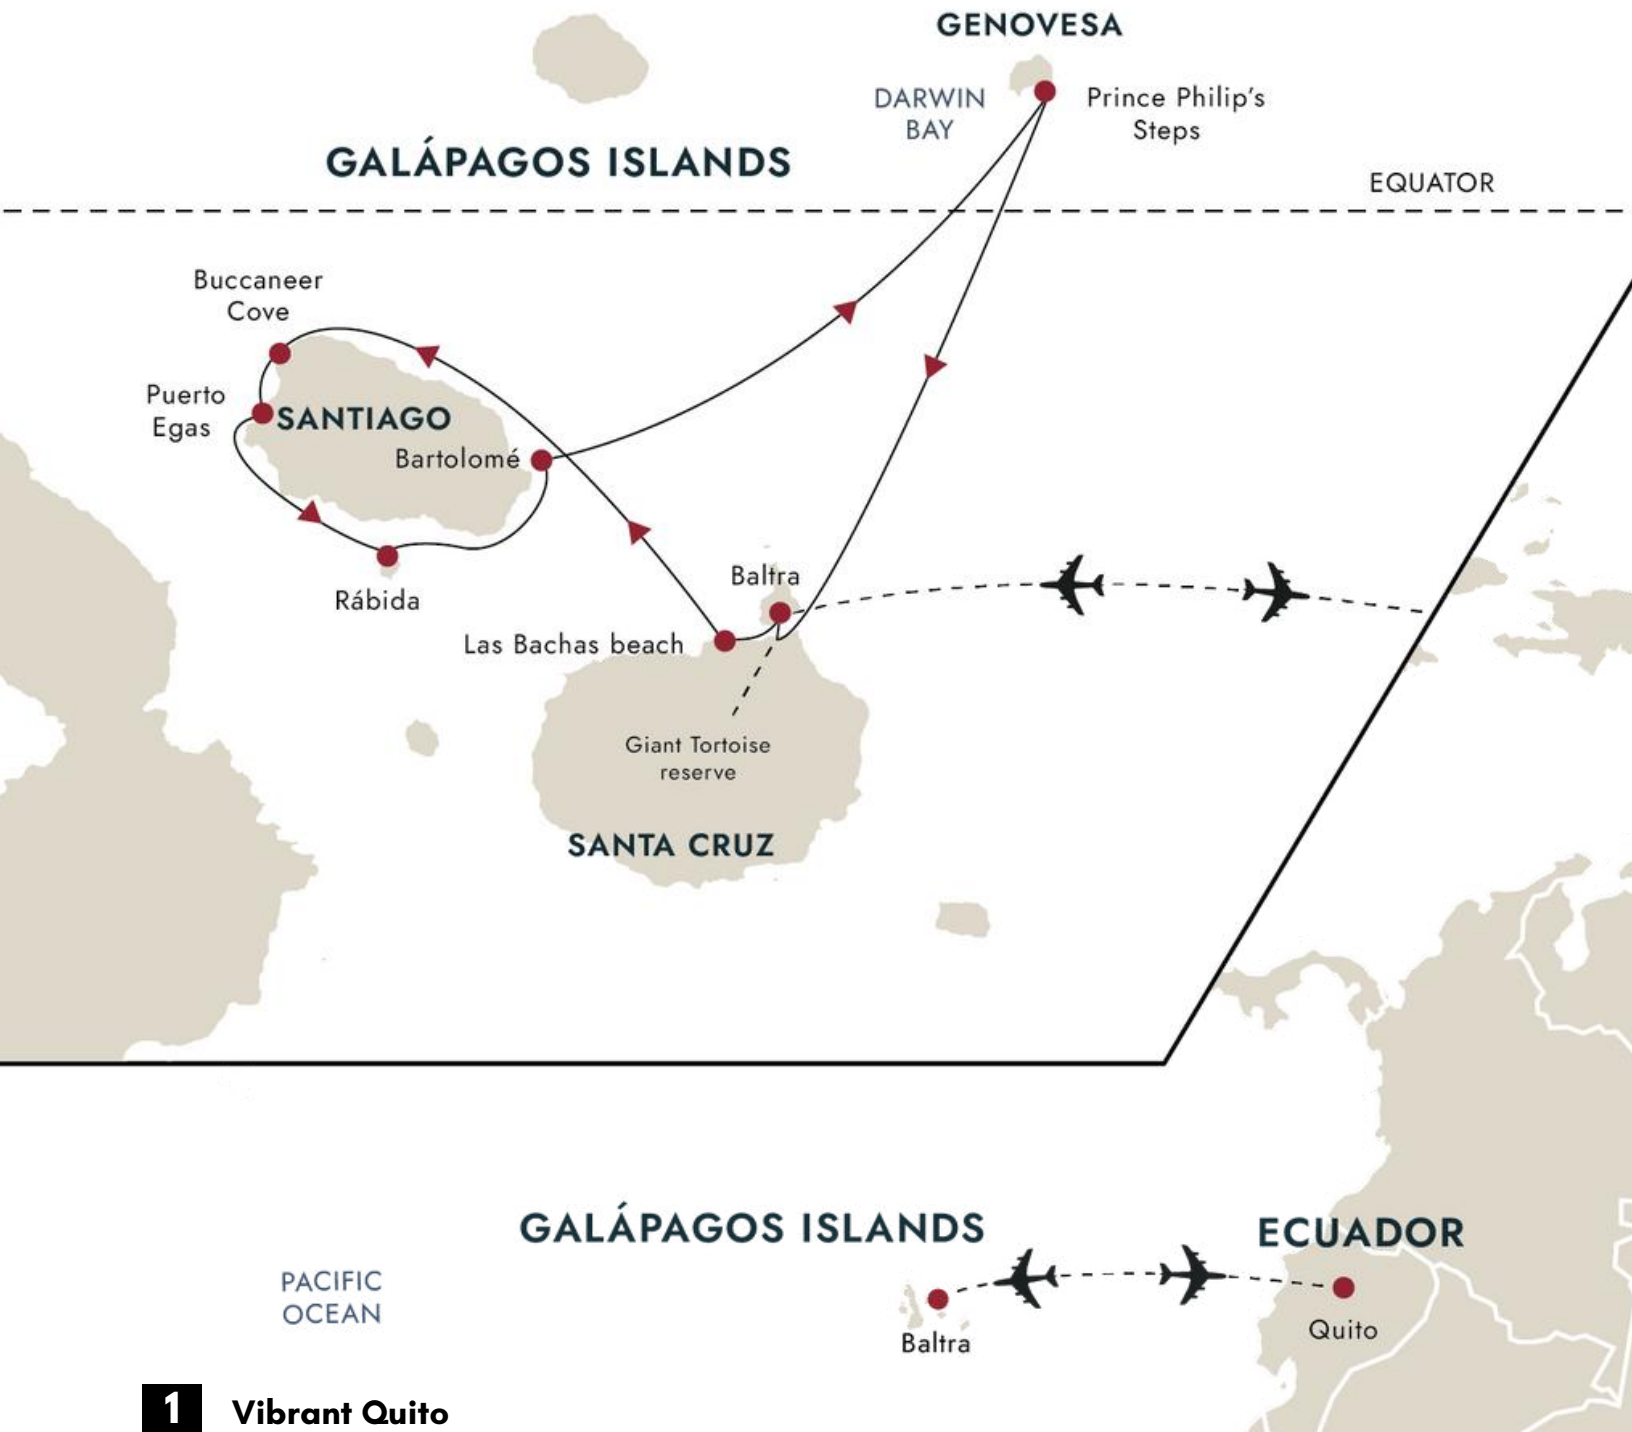 GENOVESA
DARWIN
BAY
Prince Philip's
Steps
GALÁPAGOS ISLANDS
EQUATOR
Buccaneer
Cove
Puerto
Egas
SANTIAGO
Bartolomé
Rábida
Baltra
Las Bachas beach
Giant Tortoise
reserve
SANTA CRUZ
GALÁPAGOS ISLANDS
ECUADOR
PACIFIC
OCEAN
Baltra
Quito
1 Vibrant Quito